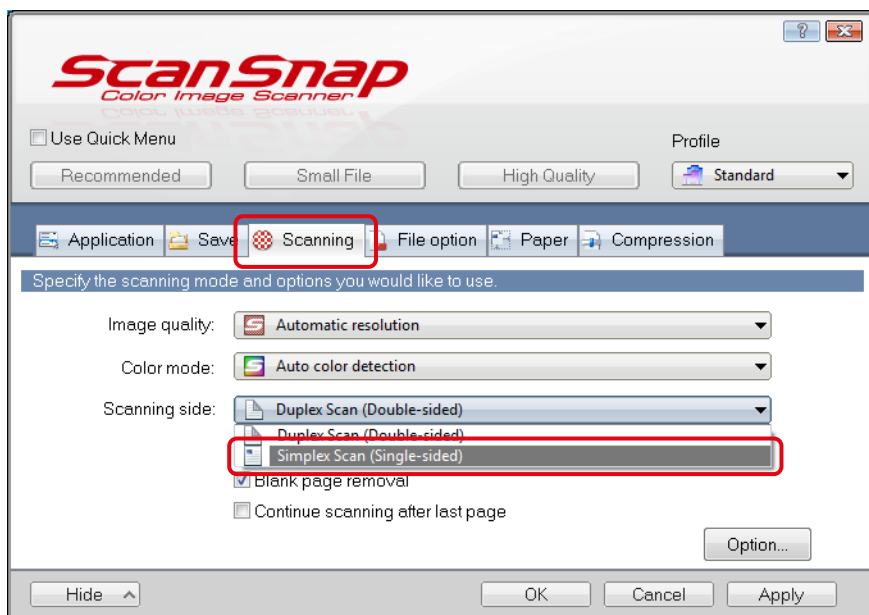 ScanSnap
Color Image Scanner
Use Quick Menu
Profile
Recommended
Small File
High Quality
Standard
Application
Save
Scanning
File option
Paper
Compression
Specify the scanning mode and options you would like to use.
Image quality:
Automatic resolution
Color mode:
Auto color detection
Scanning side:
Duplex Scan (Double-sided)
Duplex Scan (Double-sided)
Simplex Scan (Single-sided)
Blank page removal
Continue scanning after last page
Option...
Hide
OK
Cancel
Apply